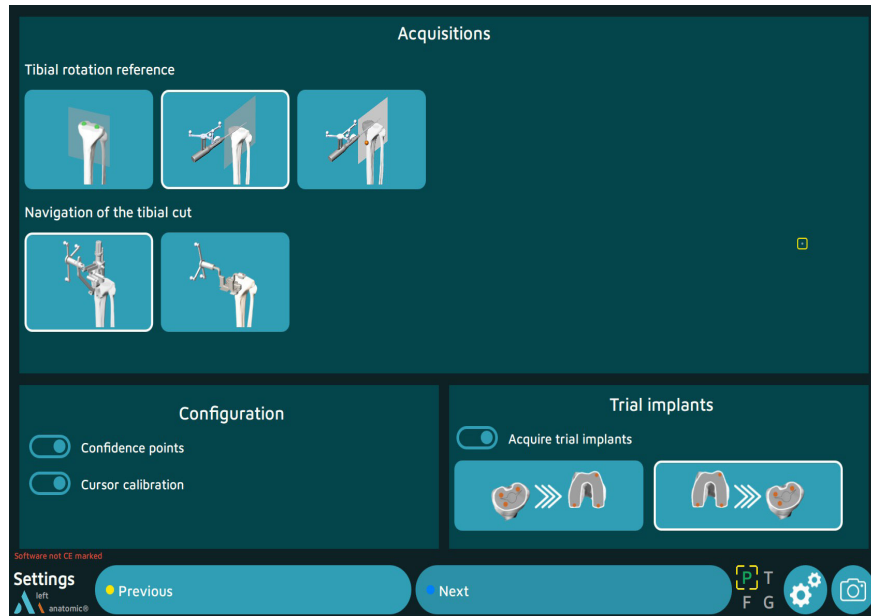 Acquisitions
Tibial rotation reference
Navigation of the tibial cut
Configuration
Confidence points
Cursor calibration
Trial implants
Acquire trial implants
Software not CE marked
Settings
left
anatomic®
Previous
Next
P T
F G